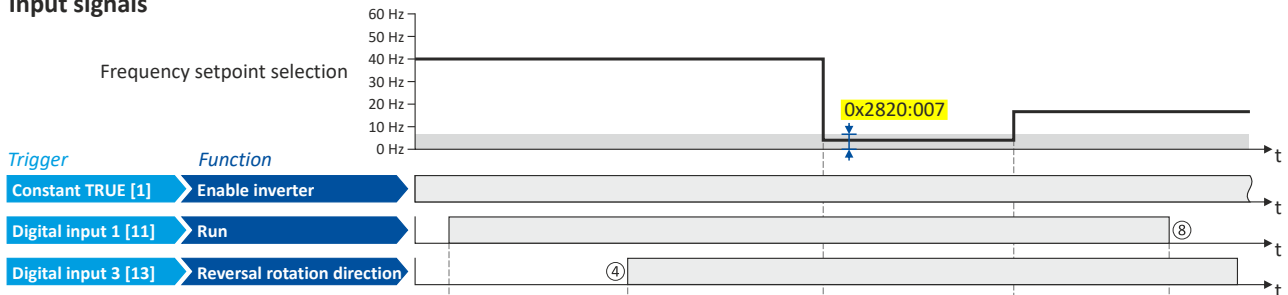 Input signals
60 Hz
50 Hz
40 Hz
Frequency setpoint selection
30 Hz
20 Hz
0x2820:007
10 Hz
0 Hz
t
Trigger Function
Constant TRUE [1] Enable inverter
t
Digital input 1 [11] Run ⑧
t
Digital input 3 [13] Reversal rotation direction ④
t